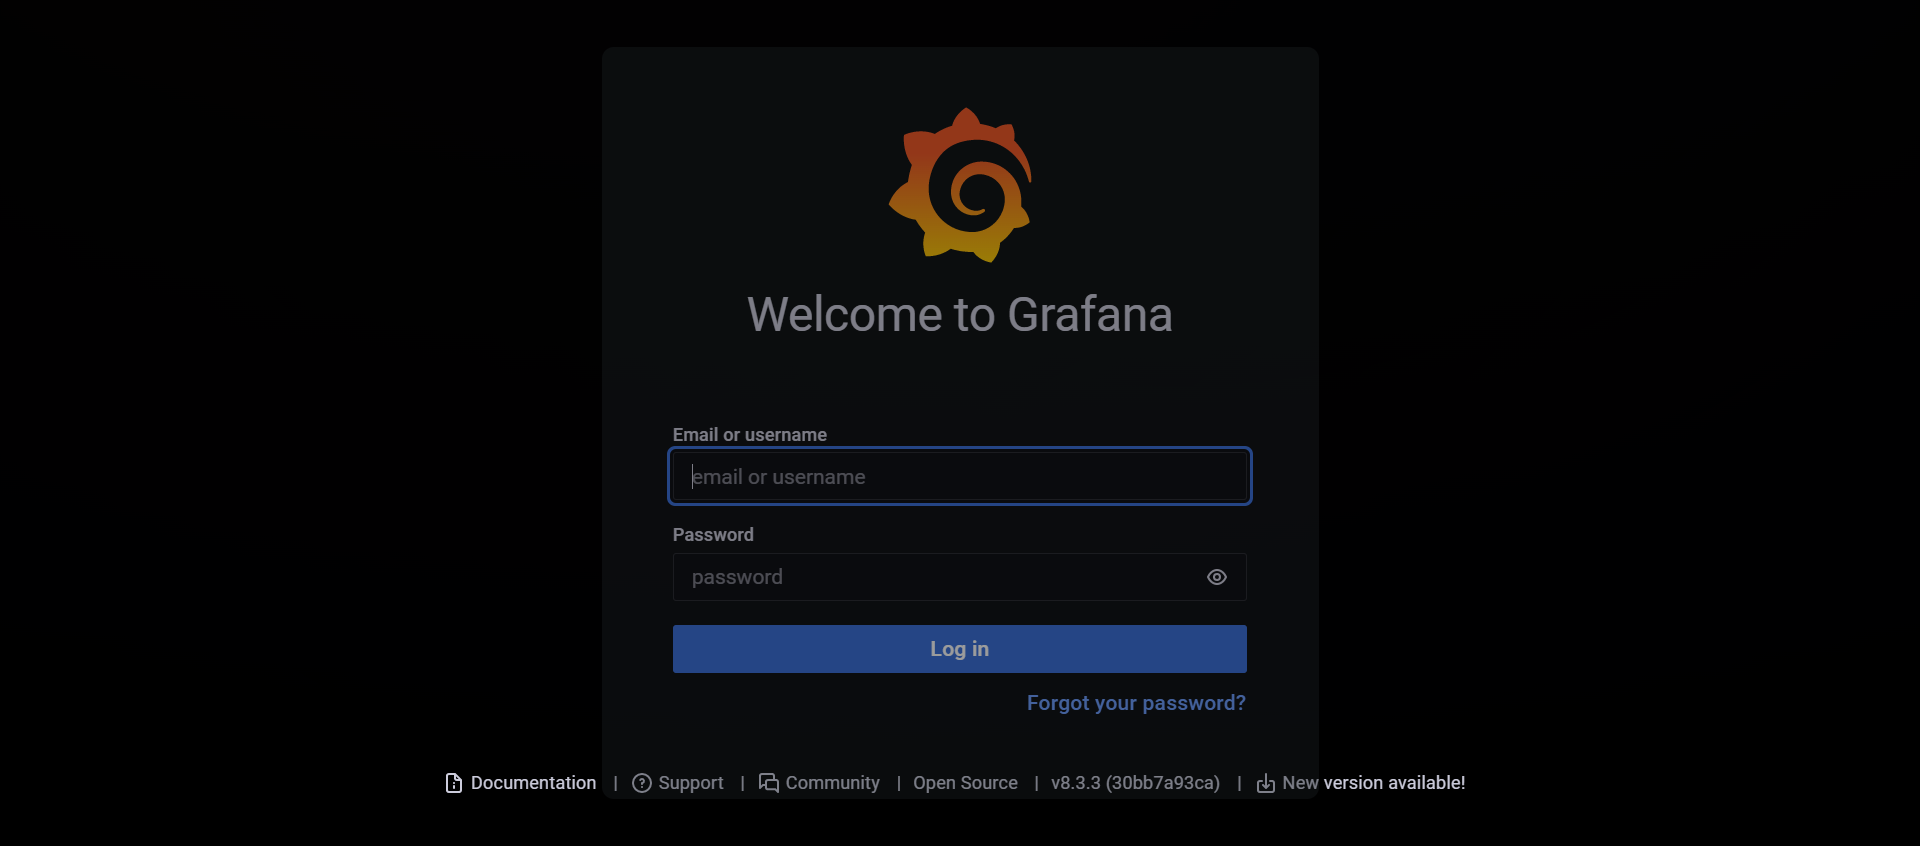 Welcome to Grafana
Email or username
email or username
Password
password
Log in
Forgot your password?
Documentation | Support | Community | Open Source | v8.3.3 (30bb7a93ca) | New version available!